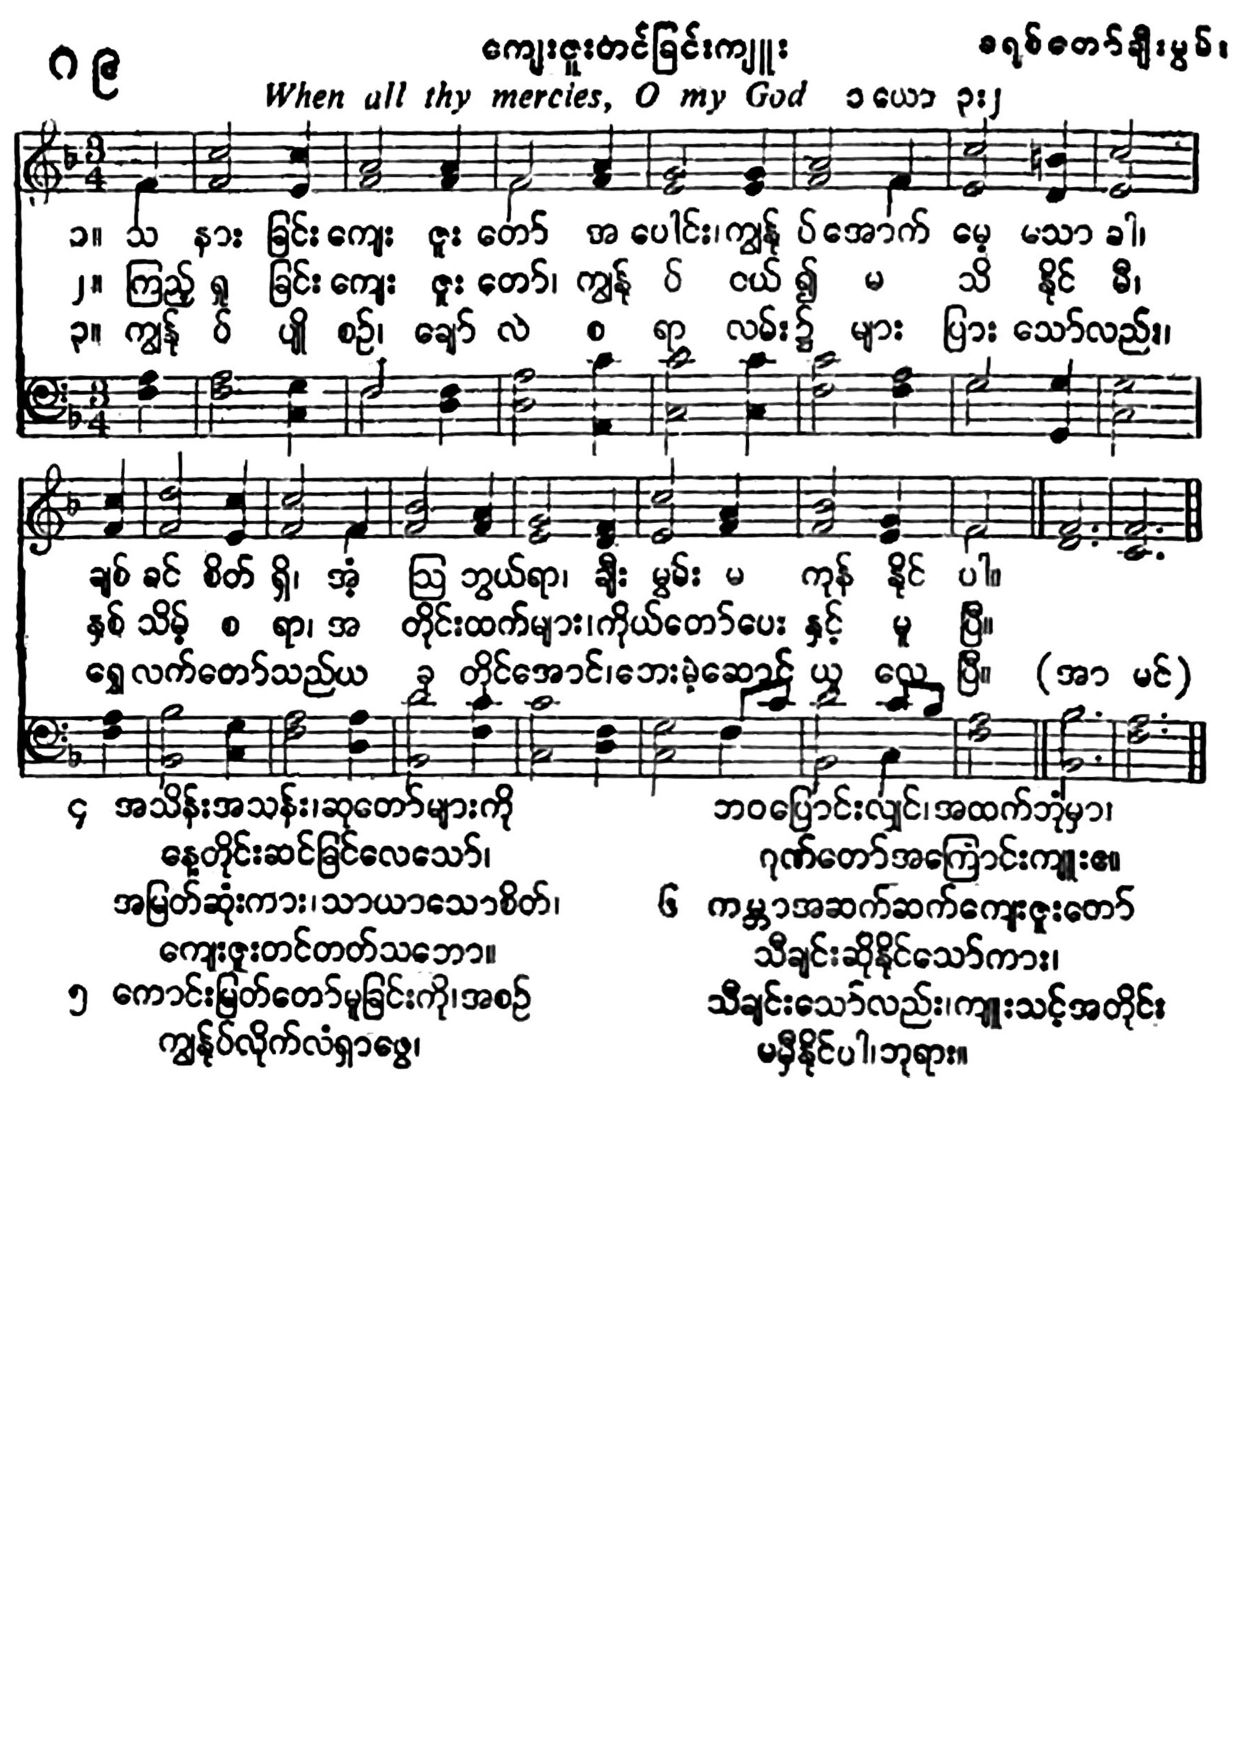 ဂ၉
ကျေးဇူးတင်ခြင်းကျူး
ခရစ်တော်ချီးမွမ်း
When all thy mercies, O my God ၁ ယော ၃း၂
၁။ သ နား ခြင်း ကျေး ဇူး တော် အ ပေါင်း၊ ကျွန်ုပ် အောက် မေ့ မသာ ခါ၊
၂။ ကြည့် ရှု ခြင်း ကျေး ဇူး တော်၊ ကျွန်ုပ် ငယ် ၍ မ သိ နိုင် မီ၊
၃။ ကျွန်ုပ် ပျို စဉ်၊ ချော် လဲ စ ရာ လမ်း၌ များ ပြား သော်လည်း၊
ချစ် ခင် စိတ် ရှိ၊ အံ့ ဩ ဘွယ်ရာ၊ ချီး မွမ်း မ ကုန် နိုင် ပါ။
နှစ် သိမ့် စ ရာ၊ အ တိုင်းထက်များ၊ ကိုယ်တော်ပေး နှင့် မူ ပြီ။
ရွှေလက်တော်သည်ယ ခု တိုင်အောင်၊ ဘေးမဲ့ဆောင် ယူ လေ ပြီ။ (အာ မင်)
၄ အသိန်းအသန်း၊ ဆုတော်များကို
နေ့တိုင်းဆင်ခြင်လေသော်၊
အမြတ်ဆုံးကား၊ သာယာသောစိတ်၊
ကျေးဇူးတင်တတ်သဘော။
၅ ကောင်းမြတ်တော်မူခြင်းကို၊ အစဉ်
ကျွန်ုပ်လိုက်လံရှာဖွေ၊
ဘဝပြောင်းလျှင်၊ အထက်ဘုံမှာ၊
ဂုဏ်တော်အကြောင်းကျူးဧ။
၆ ကမ္ဘာအဆက်ဆက်ကျေးဇူးတော်
သီချင်းဆိုနိုင်သော်ကား၊
သီချင်းသော်လည်း၊ ကျူးသင့်အတိုင်း
မမှီနိုင်ပါ၊ ဘုရား။